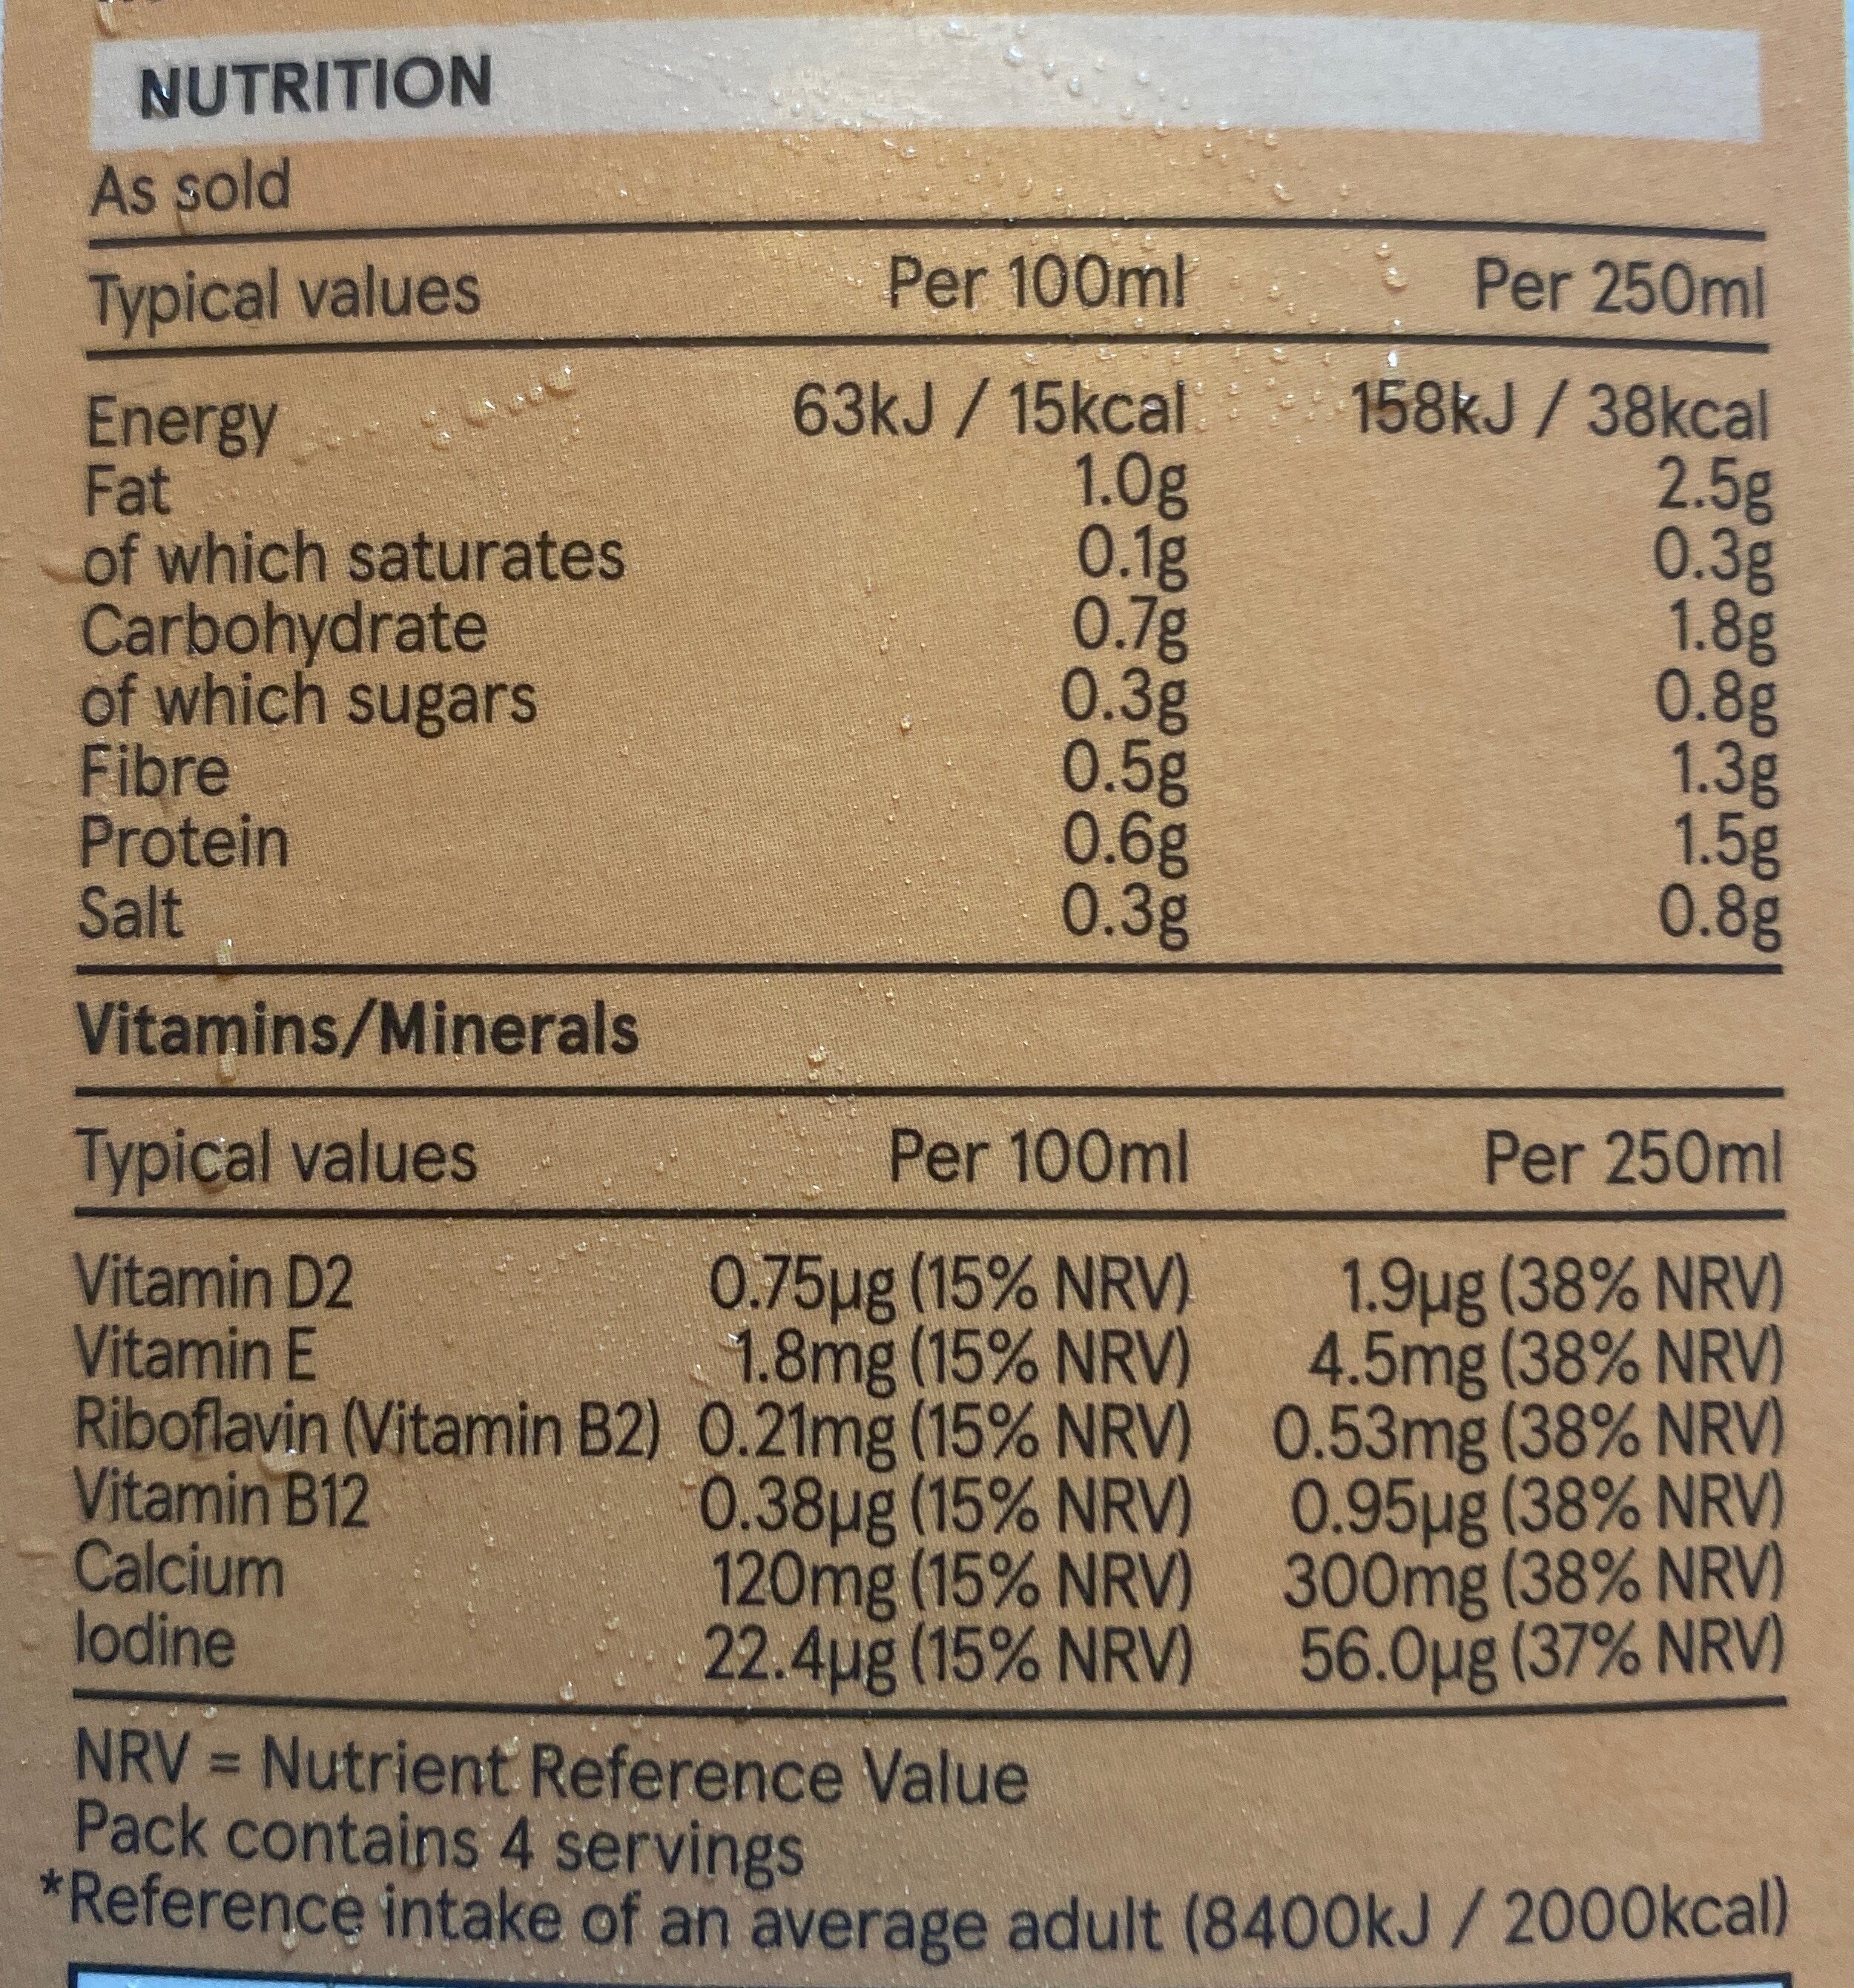 NUTRITION
As sold
Typical values Per 100ml Per 250ml
Energy 63kJ / 15kcal 158kJ / 38kcal
Fat 1.0g 2.5g
of which saturates 0.1g 0.3g
Carbohydrate 0.7g 1.8g
of which sugars 0.3g 0.8g
Fibre 0.5g 1.3g
Protein 0.6g 1.5g
Salt 0.3g 0.8g
Vitamins/Minerals
Typical values Per 100ml Per 250ml
Vitamin D2 0.75µg (15% NRV) 1.9µg (38% NRV)
Vitamin E 1.8mg (15% NRV) 4.5mg (38% NRV)
Riboflavin (Vitamin B2) 0.21mg (15% NRV) 0.53mg (38% NRV)
Vitamin B12 0.38µg (15% NRV) 0.95µg (38% NRV)
Calcium 120mg (15% NRV) 300mg (38% NRV)
Iodine 22.4µg (15% NRV) 56.0µg (37% NRV)
NRV = Nutrient Reference Value
Pack contains 4 servings
*Reference intake of an average adult (8400kJ / 2000kcal)